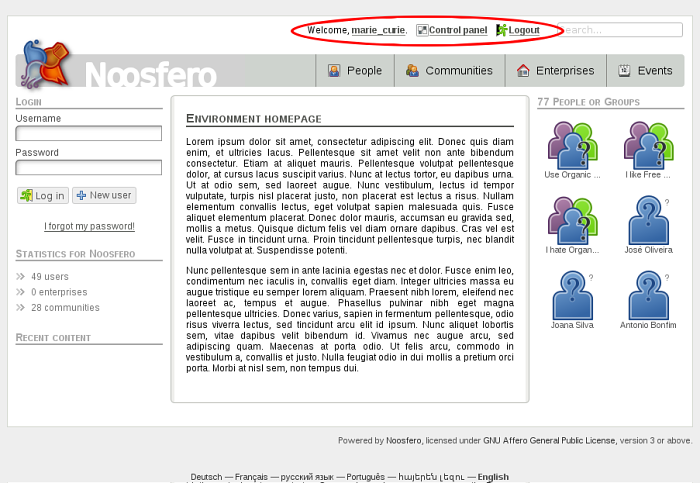 Welcome, marie_curie. Control panel Logout search...
Noosfero
People Communities Enterprises Events
Login
Username
Password
Log in New user
I forgot my password!
Statistics for Noosfero
49 users
0 enterprises
28 communities
Recent content
Environment homepage
Lorem ipsum dolor sit amet, consectetur adipiscing elit. Donec quis diam
enim, et ultricies lacus. Pellentesque sit amet velit non ante bibendum
consectetur. Etiam at aliquet mauris. Pellentesque volutpat pellentesque
dolor, at cursus lacus suscipit varius. Nunc at lectus tortor, eu dapibus urna.
Ut at odio sem, sed laoreet augue. Nunc vestibulum, lectus id tempor
vulputate, turpis nisl placerat justo, non placerat est lectus a risus. Nullam
elementum convallis lectus, eget volutpat sapien malesuada quis. Fusce
aliquet elementum placerat. Donec dolor mauris, accumsan eu gravida sed,
mollis a metus. Quisque dictum felis vel diam ornare dapibus. Cras vel est
velit. Fusce in tincidunt urna. Proin tincidunt pellentesque turpis, nec blandit
nulla volutpat at. Suspendisse potenti.
Nunc pellentesque sem in ante lacinia egestas nec et dolor. Fusce enim leo,
condimentum nec iaculis in, convallis eget diam. Integer ultricies massa eu
augue tristique eu semper lorem aliquam. Praesent nibh lorem, eleifend nec
laoreet ac, tempus et augue. Phasellus pulvinar nibh eget magna
pellentesque ultricies. Donec varius, sapien in fermentum pellentesque, odio
risus viverra lectus, sed tincidunt arcu elit id ipsum. Nunc aliquet lobortis
sem, vitae dapibus velit bibendum id. Vivamus nec augue arcu, sed
adipiscing quam. Maecenas at porta odio. Ut felis arcu, commodo in
vestibulum a, convallis et justo. Nulla feugiat odio in dui mollis a pretium orci
porta. Morbi at nisl sem, non tempus dui.
77 People or Groups
Use Organic ... I like Free ...
I hate Organ... José Oliveira
Joana Silva Antonio Bonfim
Powered by Noosfero, licensed under GNU Affero General Public License, version 3 or above.
Deutsch — Français — русский язык — Português — հայերեն լեզու — English